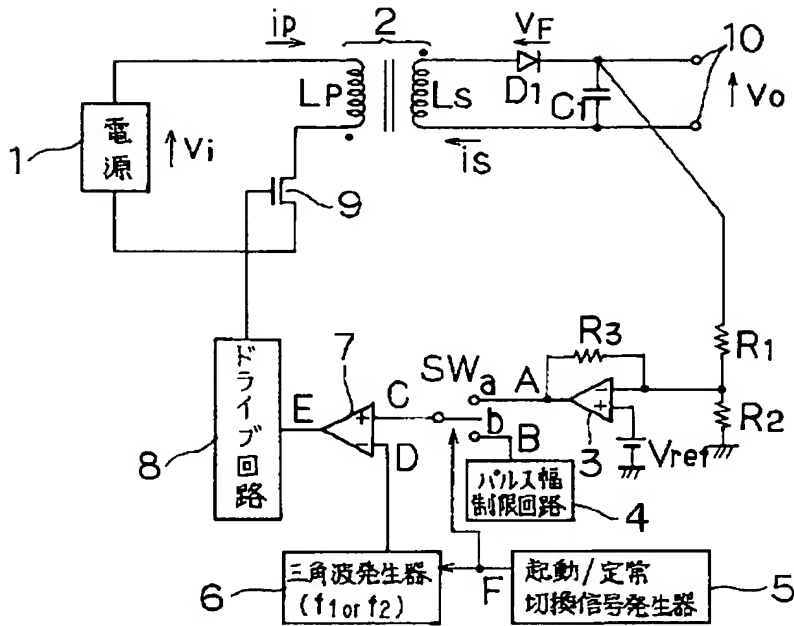 iP
2
VF
10
LP
LS
D1
C1
Vo
電源
1
Vi
iS
9
R3
R1
ドライブ回路
7
SW
a
A
E
C
b
B
3
R2
Vref
D
8
パルス幅
制限回路
4
三角波発生器
(f1 or f2)
6
F
起動/定常
切換信号発生器
5